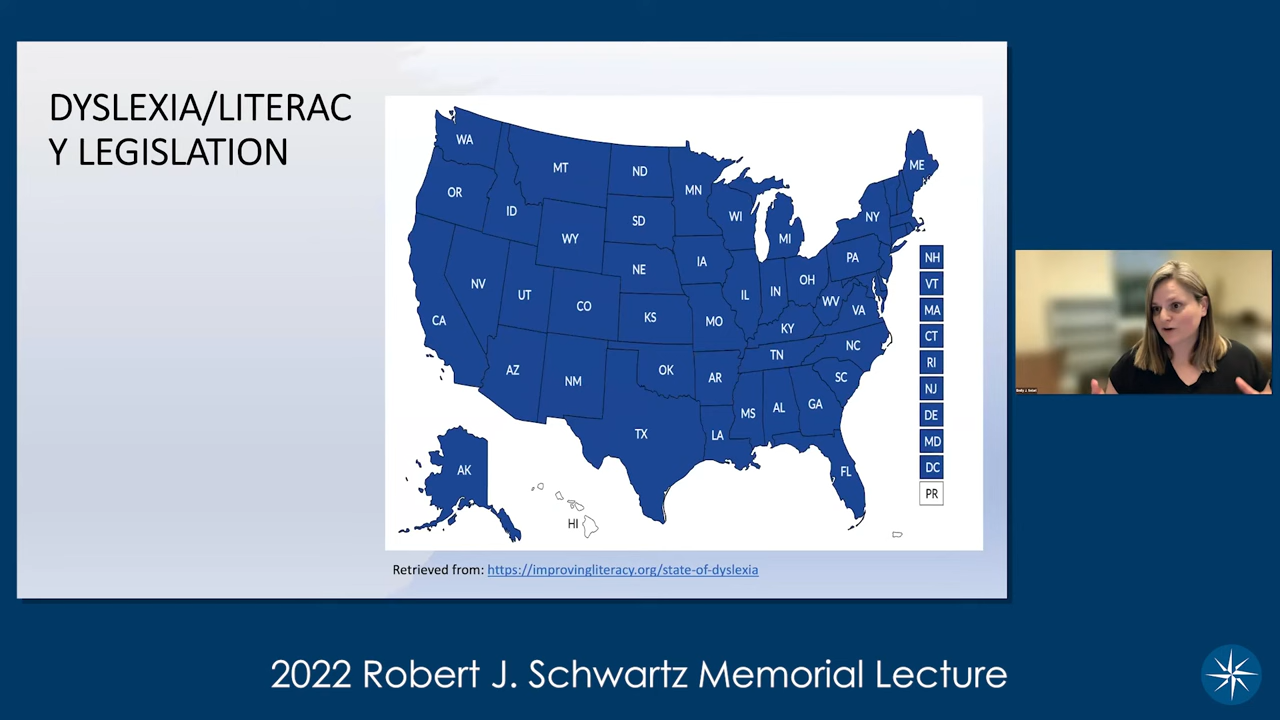 DYSLEXIA/LITERAC
Y LEGISLATION
WA
MT
ND
MN
ME
OR
ID
SD
WI
NY
WY
MI
IA
PA
NH
NE
NV
UT
IL
IN
OH
VT
CO
WV
VA
MA
CA
KS
MO
KY
CT
NC
TN
RI
AZ
NM
OK
AR
SC
NJ
MS
AL
GA
DE
TX
LA
MD
AK
FL
DC
PR
HI
Retrieved from: https://improvingliteracy.org/state-of-dyslexia
2022 Robert J. Schwartz Memorial Lecture